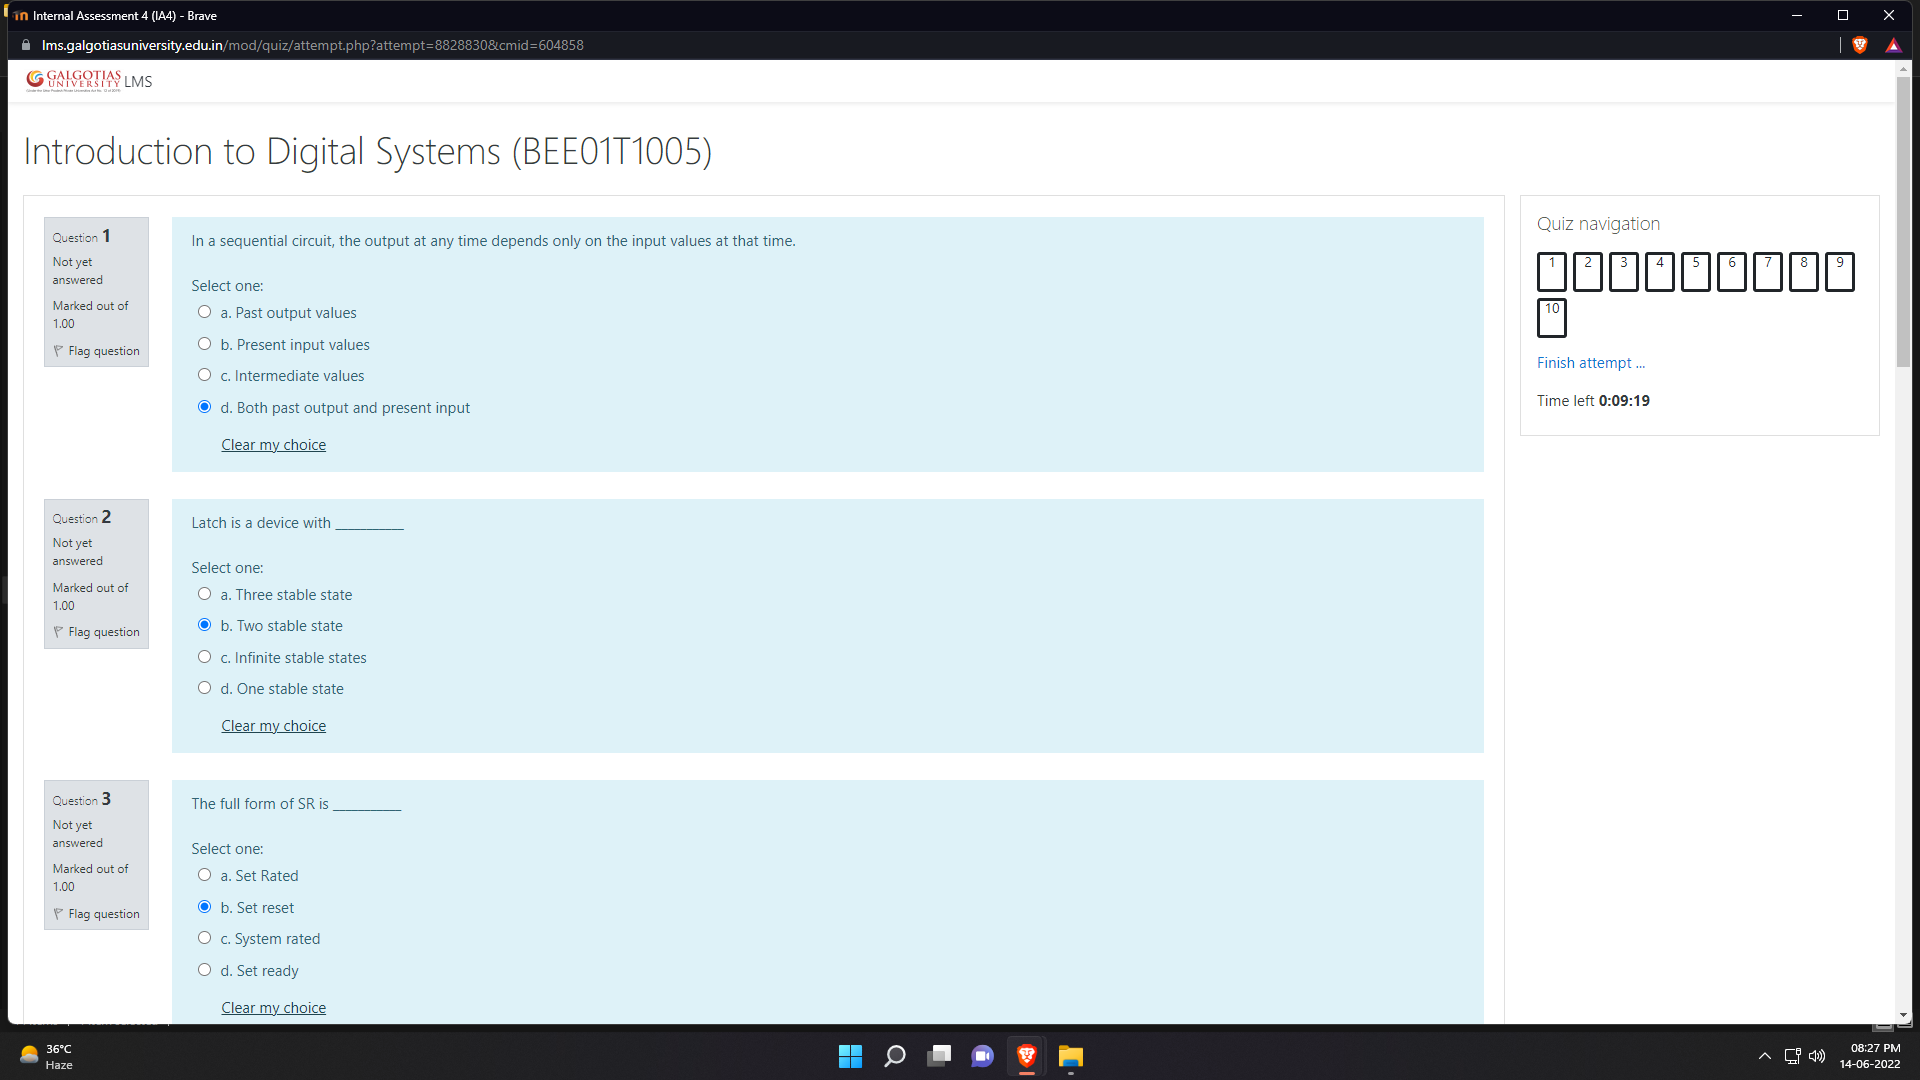 Internal Assessment 4 (IA4) - Brave
lms.galgotiasuniversity.edu.in/mod/quiz/attempt.php?attempt=8828830&cmid=604858
GALGOTIAS
UNIVERSITY
LMS
Introduction to Digital Systems (BEE01T1005)
Question 1
Not yet
answered
Marked out of
1.00
Flag question
In a sequential circuit, the output at any time depends only on the input values at that time.
Select one:
a. Past output values
b. Present input values
c. Intermediate values
d. Both past output and present input
Clear my choice
Question 2
Not yet
answered
Marked out of
1.00
Flag question
Latch is a device with __________
Select one:
a. Three stable state
b. Two stable state
c. Infinite stable states
d. One stable state
Clear my choice
Question 3
Not yet
answered
Marked out of
1.00
Flag question
The full form of SR is __________
Select one:
a. Set Rated
b. Set reset
c. System rated
d. Set ready
Clear my choice
Quiz navigation
1 2 3 4 5 6 7 8 9
10
Finish attempt ...
Time left 0:09:19
36°C
Haze
08:27 PM
14-06-2022